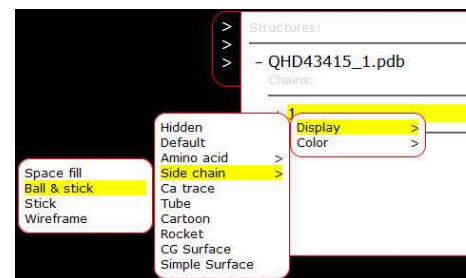 >
>
>
Structures:
– QHD43415_1.pdb
Chains:
1
Display >
Color >
Hidden
Default
Amino acid >
Side chain >
Ca trace
Tube
Cartoon
Rocket
CG Surface
Simple Surface
Space fill
Ball & stick
Stick
Wireframe